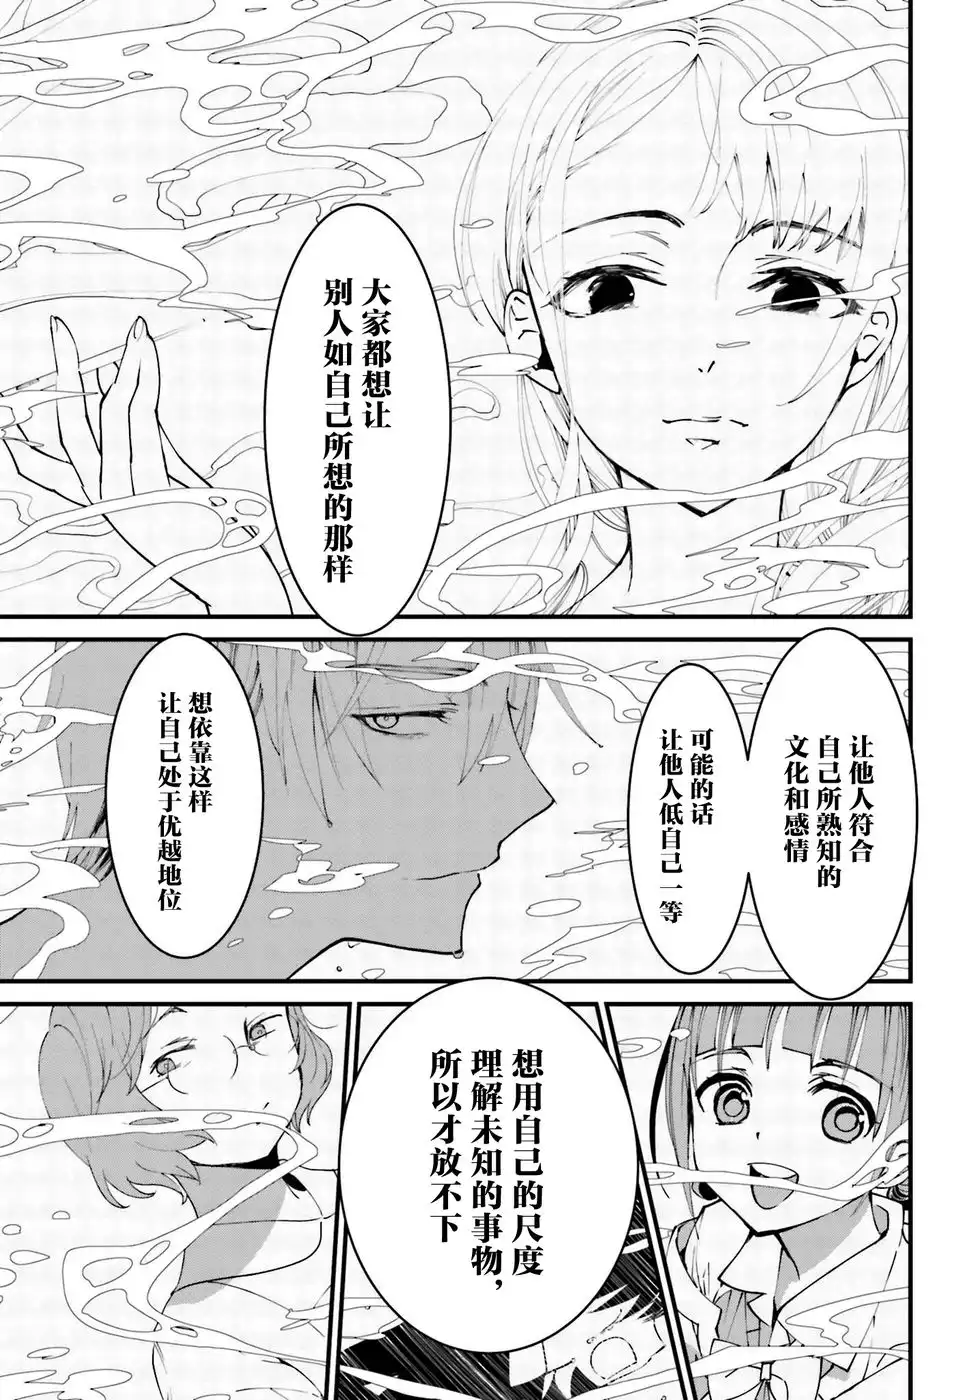 大家都想让
别人如自己所想的那样
让他人符合
自己所熟知的
文化和感情
可能的话
让他人低自己一等
想依靠这样
让自己处于优越地位
想用自己的尺度
理解未知的事物，
所以才放不下